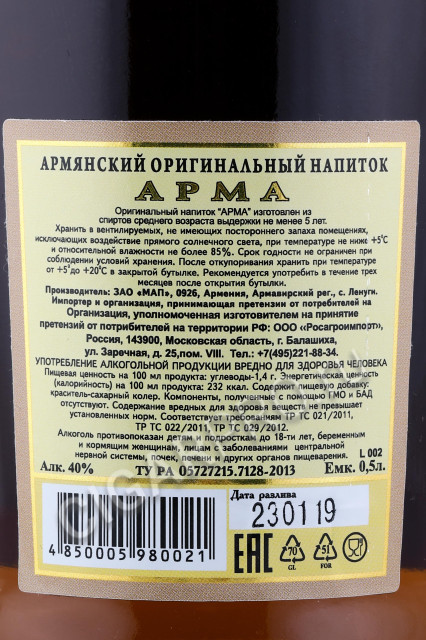 АРМЯНСКИЙ ОРИГИНАЛЬНЫЙ НАПИТОК
АРМА
Оригинальный напиток "АРМА" изготовлен из
спиртов среднего возраста выдержки не менее 5 лет.
Хранить в вентилируемых, не имеющих постороннего запаха помещениях,
исключающих воздействие прямого солнечного света, при температуре не ниже +5°С
и относительной влажности не более 85%. Срок годности не ограничен при
соблюдении условий хранения. После откупоривания хранить при температуре
от +5°до +20°С в закрытой бутылке. Рекомендуется употребить в течение трех
месяцев после открытия бутылки.
Производитель: ЗАО «МАП», 0926, Армения, Армавирский рег., с. Ленуги.
Импортер и организация, принимающая претензии от потребителей на
Организация, уполномоченная изготовителем на принятие
претензий от потребителей на территории РФ: ООО «Росагроимпорт»,
Россия, 143900, Московская область, г. Балашиха,
ул. Заречная, д. 25,пом. VIII. Тел.: +7(495)221-88-34.
УПОТРЕБЛЕНИЕ АЛКОГОЛЬНОЙ ПРОДУКЦИИ ВРЕДНО ДЛЯ ЗДОРОВЬЯ ЧЕЛОВЕКА
Пищевая ценность на 100 мл продукта: углеводы-1,4 г. Энергетическая ценность
(калорийность) на 100 мл продукта: 232 ккал. Содержит пищевую добавку:
краситель-сахарный колер. Компоненты, полученные с помощью ГМО и БАД
отсутствуют. Содержание вредных для здоровья веществ не превышает
установленных норм. Соответствует требованиям ТР ТС 021/2011,
ТР ТС 022/2011, ТР ТС 029/2012.
Алкоголь противопоказан детям и подросткам до 18-ти лет, беременным
и кормящим женщинам, лицам с заболеваниями центральной
нервной системы, почек, печени и других органов пищеварения. L 002
Алк. 40% ТУ РА 05727215.7128-2013 Емк. 0,5л.
Дата разлива
230119
4 850005 980021
ЕАС 70 GL 51 FOR